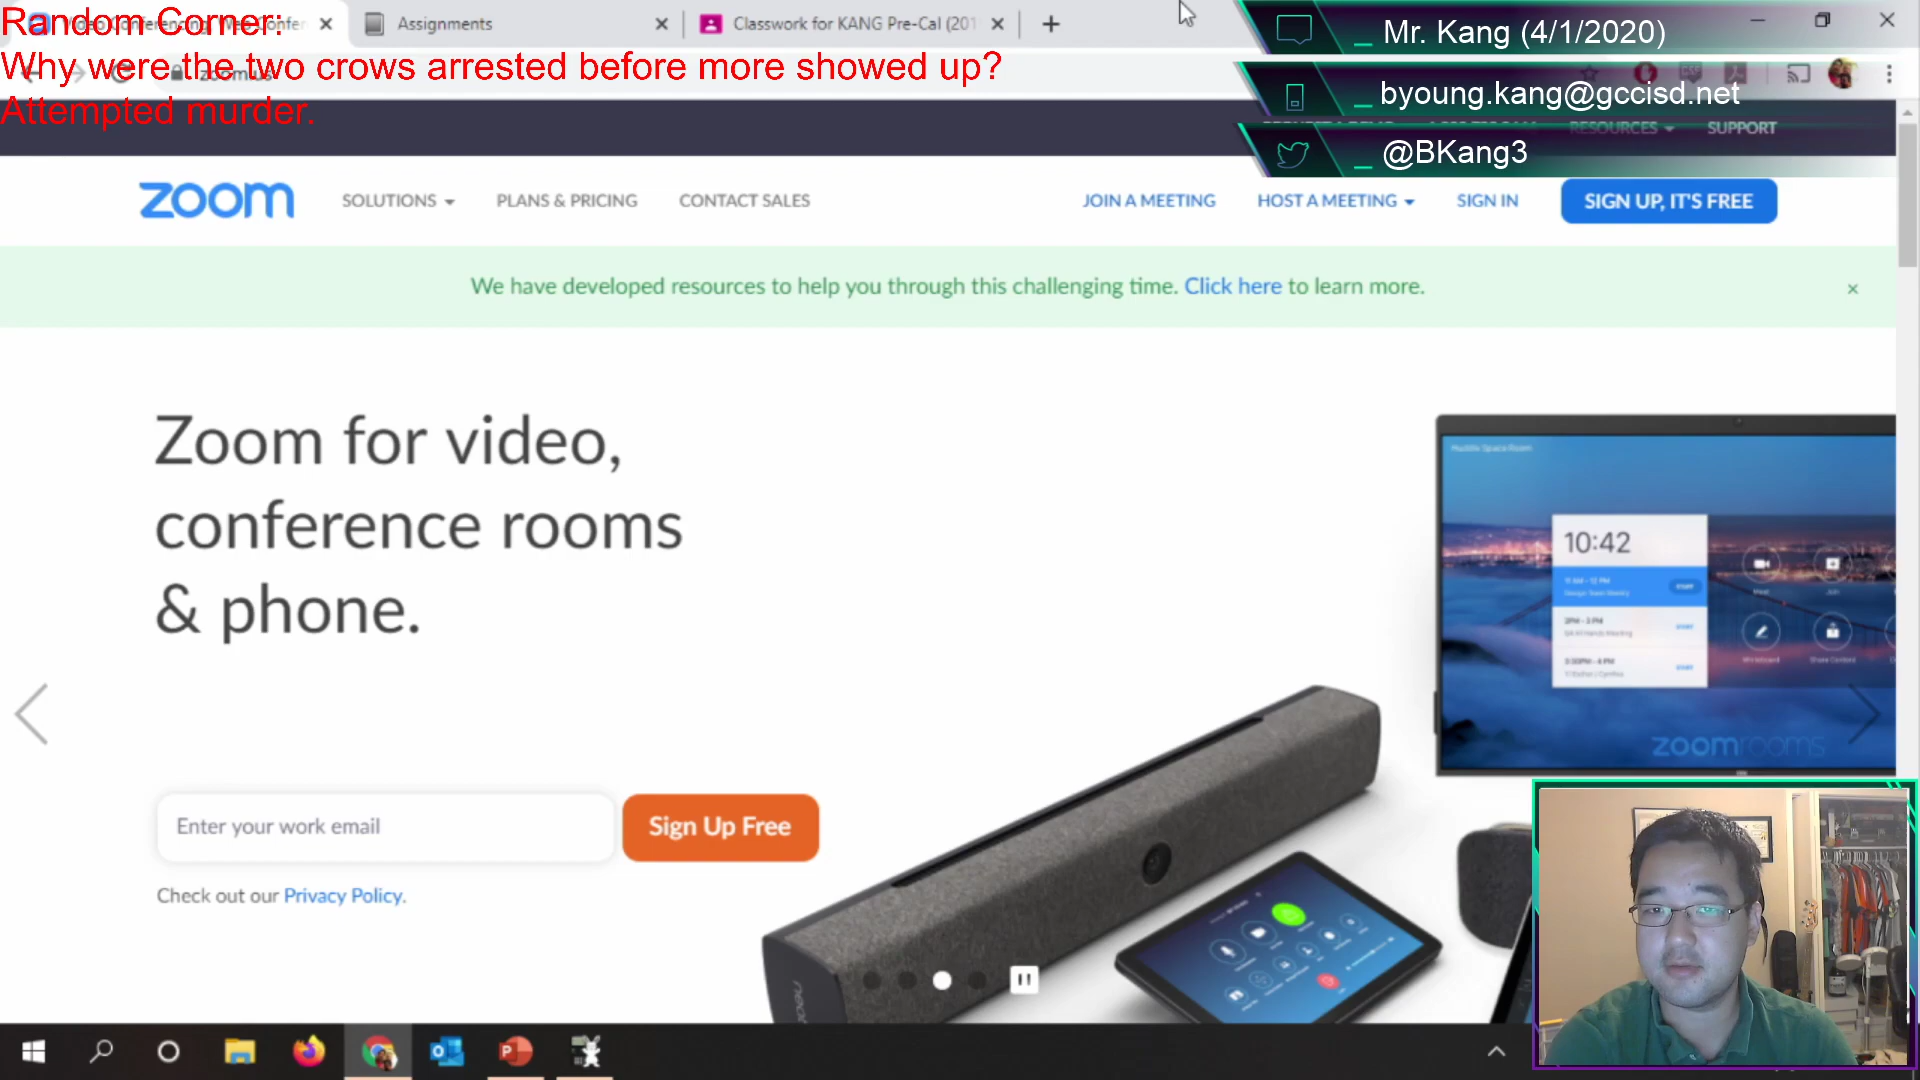 Random Corner:
Why were the two crows arrested before more showed up?
Attempted murder.
Assignments
Classwork for KANG Pre-Cal (201
Mr. Kang (4/1/2020)
byoung.kang@gccisd.net
@BKang3
RESOURCES
SUPPORT
zoom
SOLUTIONS
PLANS & PRICING
CONTACT SALES
JOIN A MEETING
HOST A MEETING
SIGN IN
SIGN UP, IT'S FREE
We have developed resources to help you through this challenging time. Click here to learn more.
Zoom for video,
conference rooms
& phone.
10:42
zoomrooms
Enter your work email
Sign Up Free
Check out our Privacy Policy.